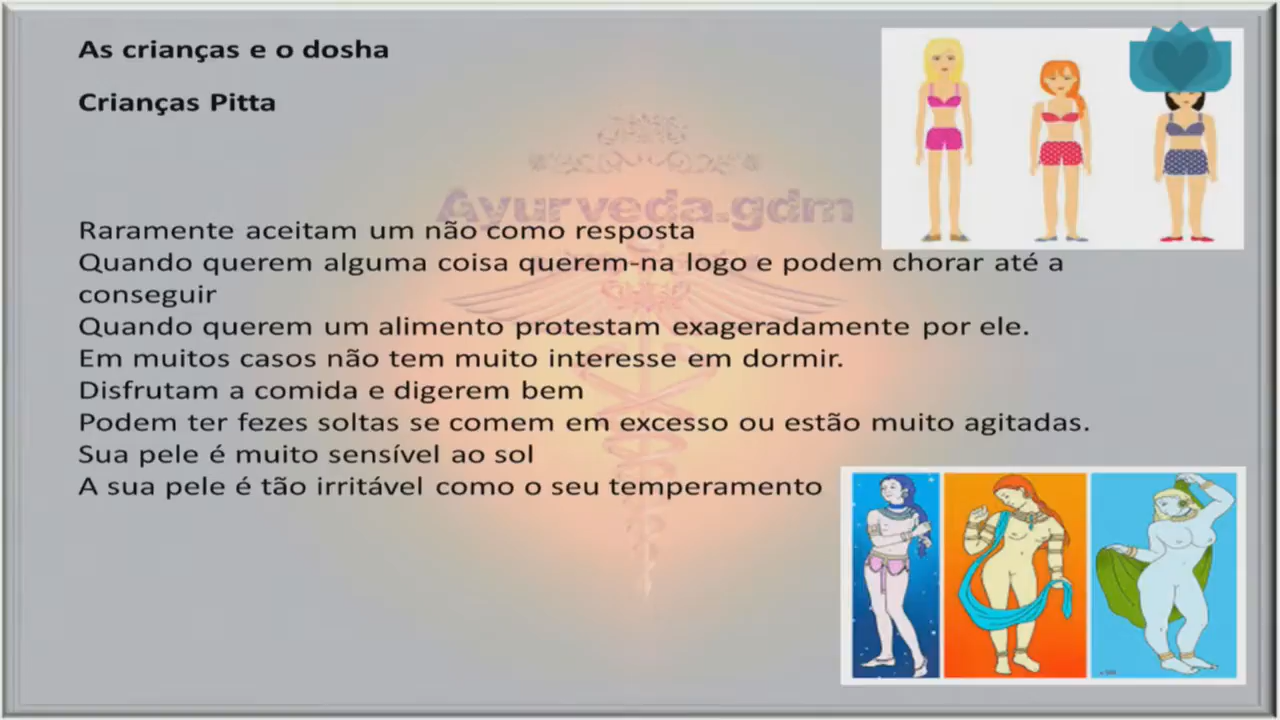 As crianças e o dosha
Crianças Pitta
Ayurveda.gdm
Raramente aceitam um não como resposta
Quando querem alguma coisa querem-na logo e podem chorar até a
conseguir
Quando querem um alimento protestam exageradamente por ele.
Em muitos casos não tem muito interesse em dormir.
Disfrutam a comida e digerem bem
Podem ter fezes soltas se comem em excesso ou estão muito agitadas.
Sua pele é muito sensível ao sol
A sua pele é tão irritável como o seu temperamento